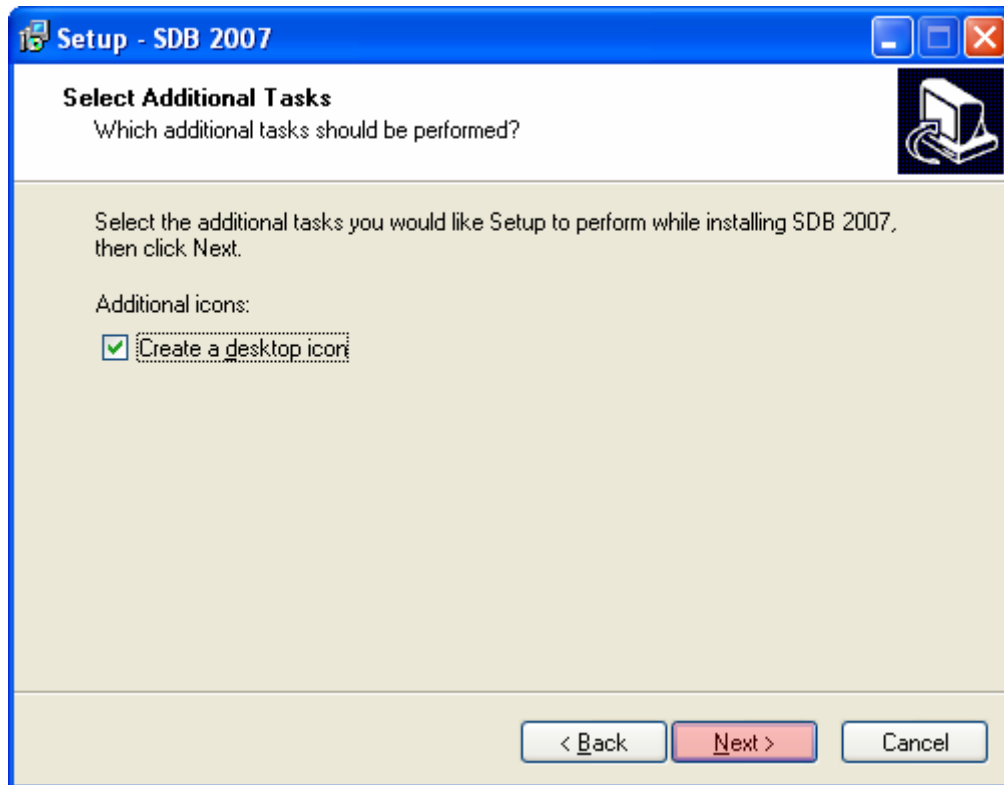 Setup - SDB 2007
Select Additional Tasks
Which additional tasks should be performed?
Select the additional tasks you would like Setup to perform while installing SDB 2007,
then click Next.
Additional icons:
Create a desktop icon
< Back
Next >
Cancel